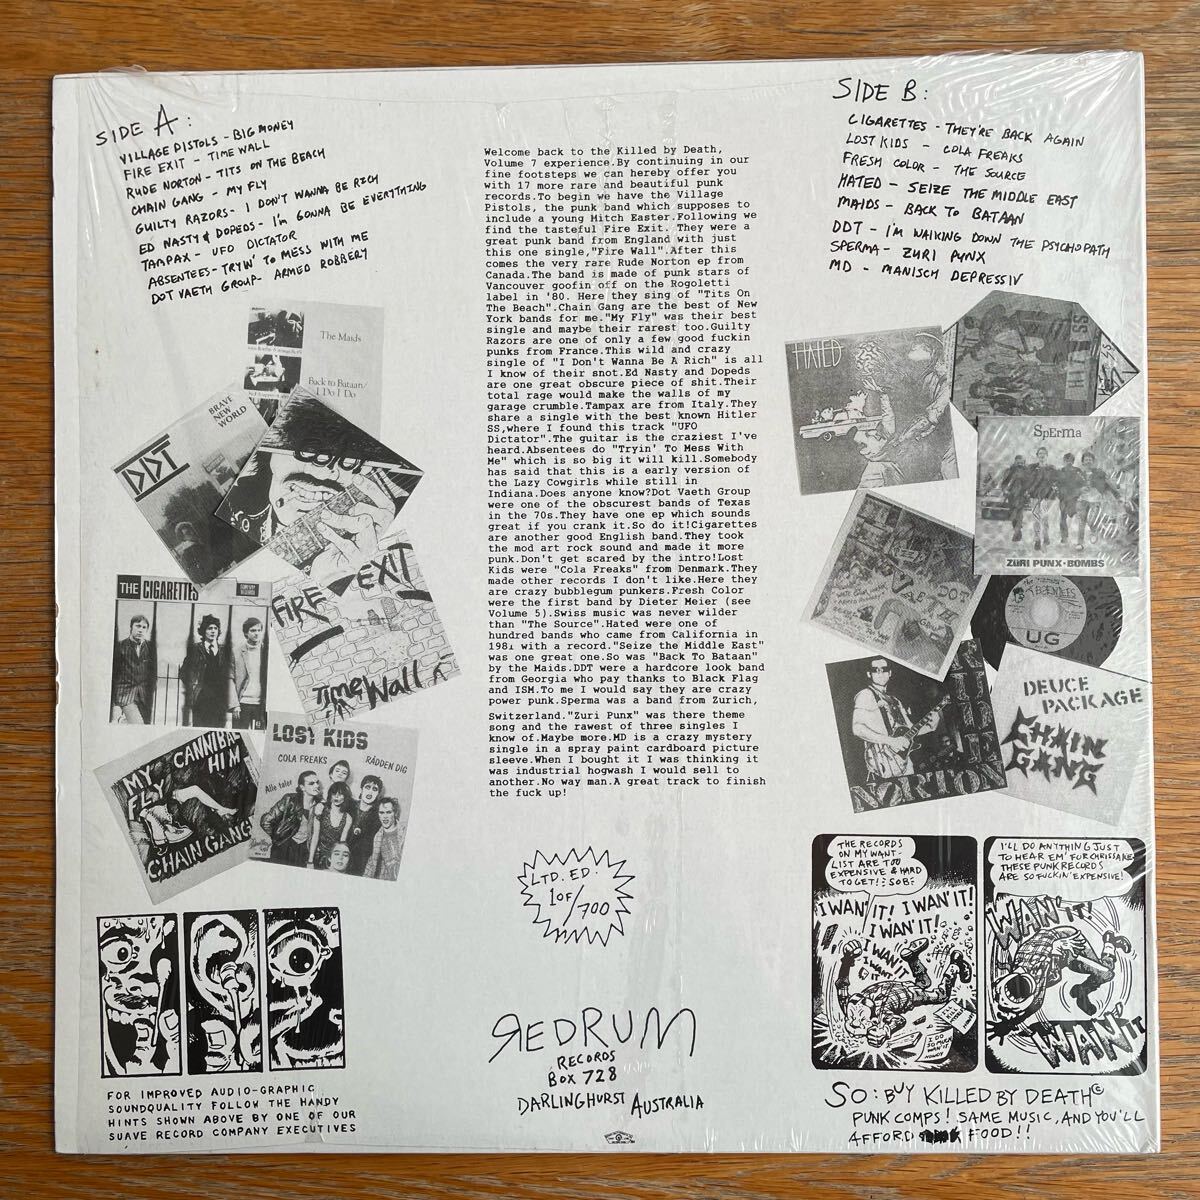 SIDE A:
VILLAGE PISTOLS - BIG MONEY
FIRE EXIT - TIME WALL
RUDE NORTON - TITS ON THE BEACH
CHAIN GANG - MY FLY
GUILTY RAZORS - I DON'T WANNA BE RICH
ED NASTY & DOPEDS - I'M GONNA BE EVERYTHING
TAMPAX - UFO DICTATOR
ABSENTEES - TRYIN' TO MESS WITH ME
DOT VAETH GROUP - ARMED ROBBERY
Welcome back to the Killed by Death,
Volume 7 experience.By continuing in our
fine footsteps we can hereby offer you
with 17 more rare and beautiful punk
records.To begin we have the Village
Pistols, the punk band which supposes to
include a young Mitch Easter.Following we
find the tasteful Fire Exit. They were a
great punk band from England with just
this one single,"Fire Wall".After this
comes the very rare Rude Norton ep from
Canada.The band is made of punk stars of
Vancouver goofin off on the Rogoletti
label in '80. Here they sing of "Tits On
The Beach".Chain Gang are the best of New
York bands for me."My Fly" was their best
single and maybe their rarest too.Guilty
Razors are one of only a few good fuckin
punks from France.This wild and crazy
single of "I Don't Wanna Be A Rich" is all
I know of their snot.Ed Nasty and Dopeds
are one great obscure piece of shit.Their
total rage would make the walls of my
garage crumble.Tampax are from Italy.They
share a single with the best known Hitler
SS,where I found this track "UFO
Dictator".The guitar is the craziest I've
heard.Absentees do "Tryin' To Mess With
Me" which is so big it will kill.Somebody
has said that this is a early version of
the Lazy Cowgirls while still in
Indiana.Does anyone know?Dot Vaeth Group
were one of the obscurest bands of Texas
in the 70s.They have one ep which sounds
great if you crank it.So do it!Cigarettes
are another good English band.They took
the mod art rock sound and made it more
punk.Don't get scared by the intro!Lost
Kids were "Cola Freaks" from Denmark.They
made other records I don't like.Here they
are crazy bubblegum punkers.Fresh Color
were the first band by Dieter Meier (see
Volume 5).Swiss music was never wilder
than "The Source".Hated were one of
hundred bands who came from California in
1981 with a record."Seize the Middle East"
was one great one.So was "Back To Bataan"
by the Maids.DDT were a hardcore look band
from Georgia who pay thanks to Black Flag
and ISM.To me I would say they are crazy
power punk.Sperma was a band from Zurich,
Switzerland."Zuri Punx" was there theme
song and the rawest of three singles I
know of.Maybe more.MD is a crazy mystery
single in a spray paint cardboard picture
sleeve.When I bought it I was thinking it
was industrial hogwash I would sell to
another.No way man.A great track to finish
the fuck up!
SIDE B:
CIGARETTES - THEY'RE BACK AGAIN
LOST KIDS - COLA FREAKS
FRESH COLOR - THE SOURCE
HATED - SEIZE THE MIDDLE EAST
MAIDS - BACK TO BATAAN
DDT - I'M WALKING DOWN THE PSYCHOPATH
SPERMA - ZURI PUNX
MD - MANISCH DEPRESSIV
The Maids
Back to Bataan/
I Do I Do
BRAVE
NEW
WORLD
DDT
Color
FIRE EXIT
Time Wall
THE CIGARETTES
LOST KIDS
COLA FREAKS
RÄDDEN DIG
Alle taler
CANNIBAL
HIM
MY
FLY
CHAIN GANG
HATED
SS
SpErma
ZÜRI PUNX•BOMBS
DOT
VAETH
GROUP
UG
NORTON
DEUCE
PACKAGE
CHAIN
GANG
LTD. ED.
1 OF
/700
REDRUM
RECORDS
BOX 728
DARLINGHURST AUSTRALIA
FOR IMPROVED AUDIO-GRAPHIC
SOUNDQUALITY FOLLOW THE HANDY
HINTS SHOWN ABOVE BY ONE OF OUR
SUAVE RECORD COMPANY EXECUTIVES
THE RECORDS
ON MY WANT-
LIST ARE TOO
EXPENSIVE & HARD
TO GET! SOB
I WAN' IT! I WAN' IT!
I WAN' IT!
I WAN' IT
I WAN' IT
I'LL DO ANYTHING JUST
TO HEAR 'EM FOR CHRISSAKE
THESE PUNK RECORDS
ARE SO FUCKIN' EXPENSIVE!
WAN' IT!
WAN' IT
SO: BUY KILLED BY DEATH©
PUNK COMPS! SAME MUSIC, AND YOU'LL
AFFORD FOOD!!